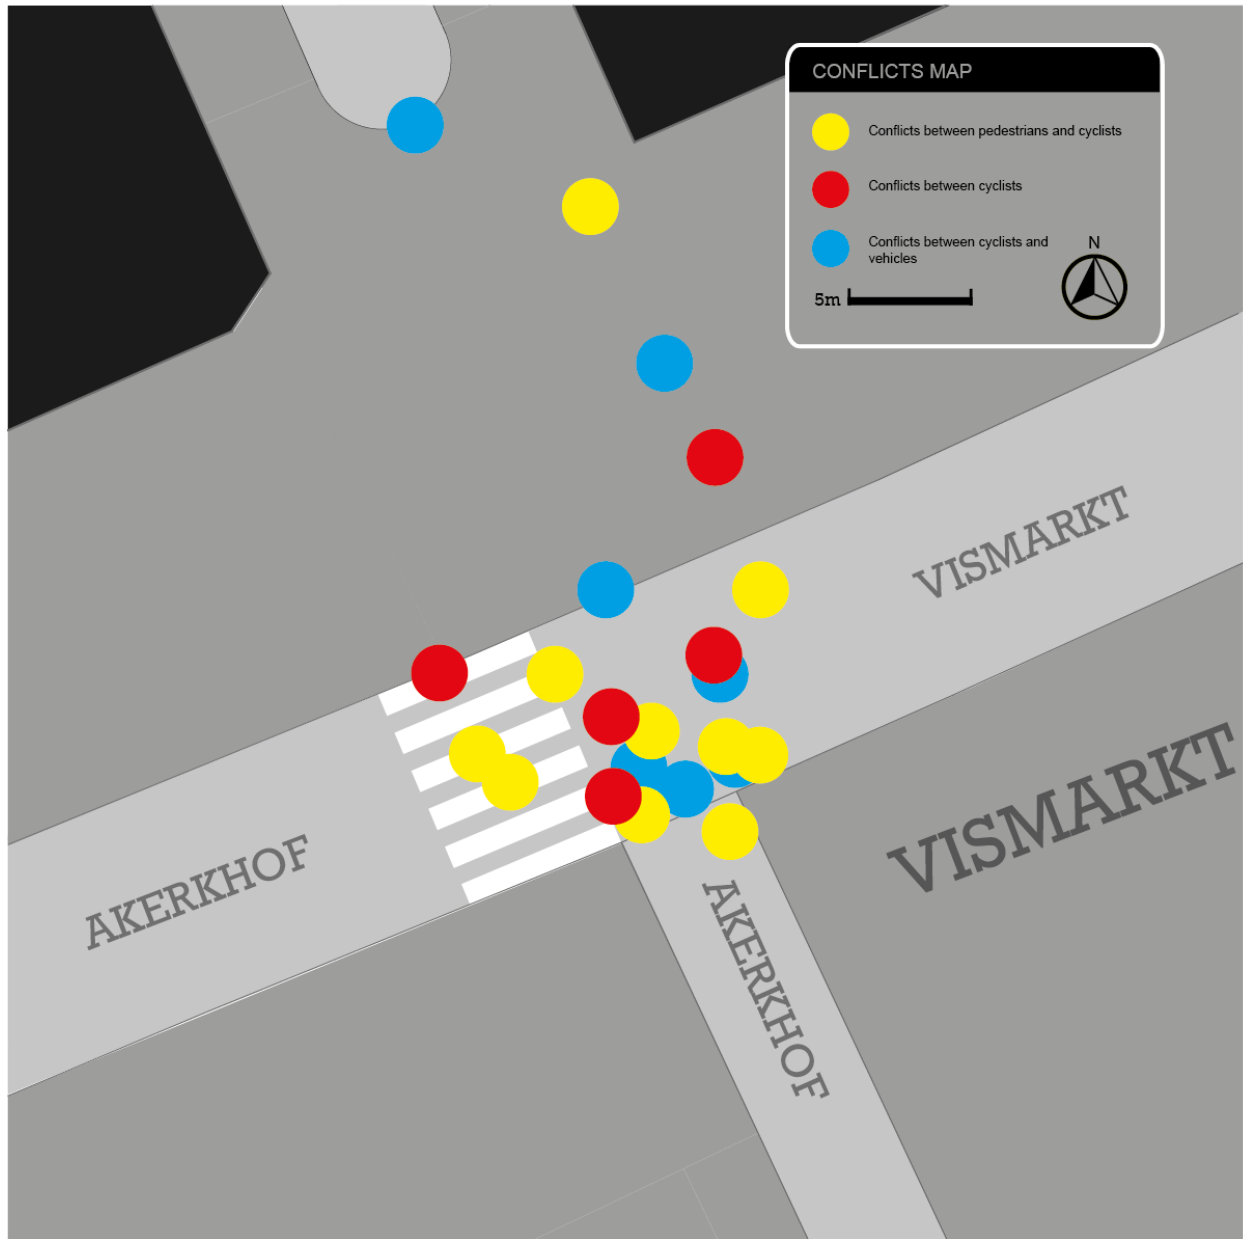 CONFLICTS MAP
Conflicts between pedestrians and cyclists
Conflicts between cyclists
Conflicts between cyclists and
vehicles
N
5m
VISMARKT
VISMARKT
AKERKHOF
AKERKHOF